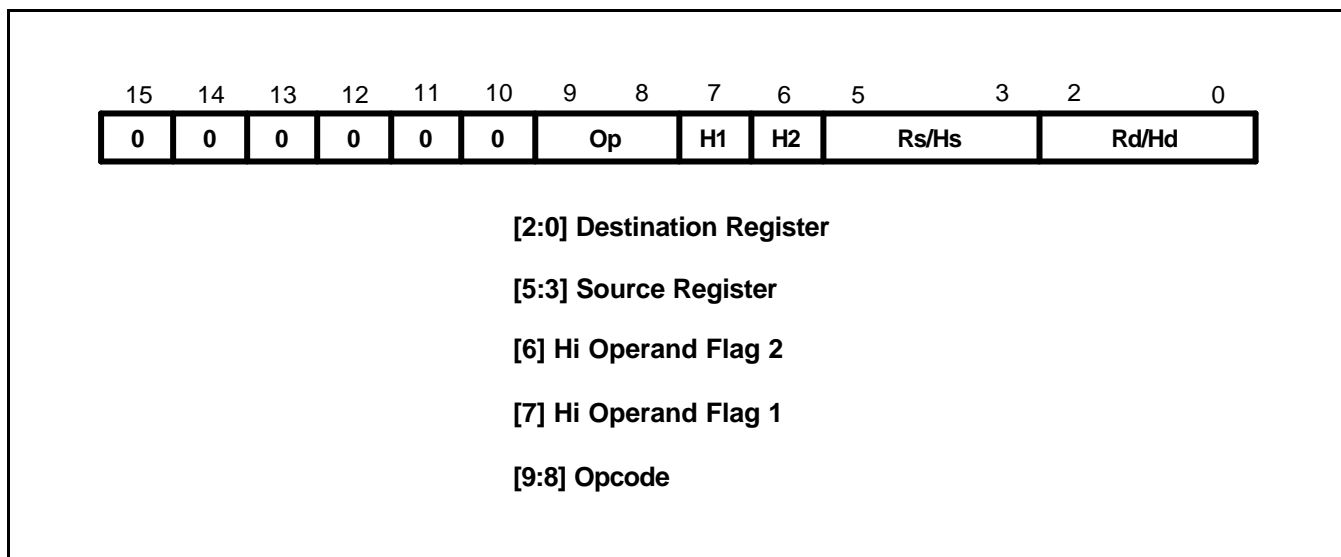 15 14 13 12 11 10 9 8 7 6 5 3 2 0
0 0 0 0 0 0 Op H1 H2 Rs/Hs Rd/Hd
[2:0] Destination Register
[5:3] Source Register
[6] Hi Operand Flag 2
[7] Hi Operand Flag 1
[9:8] Opcode